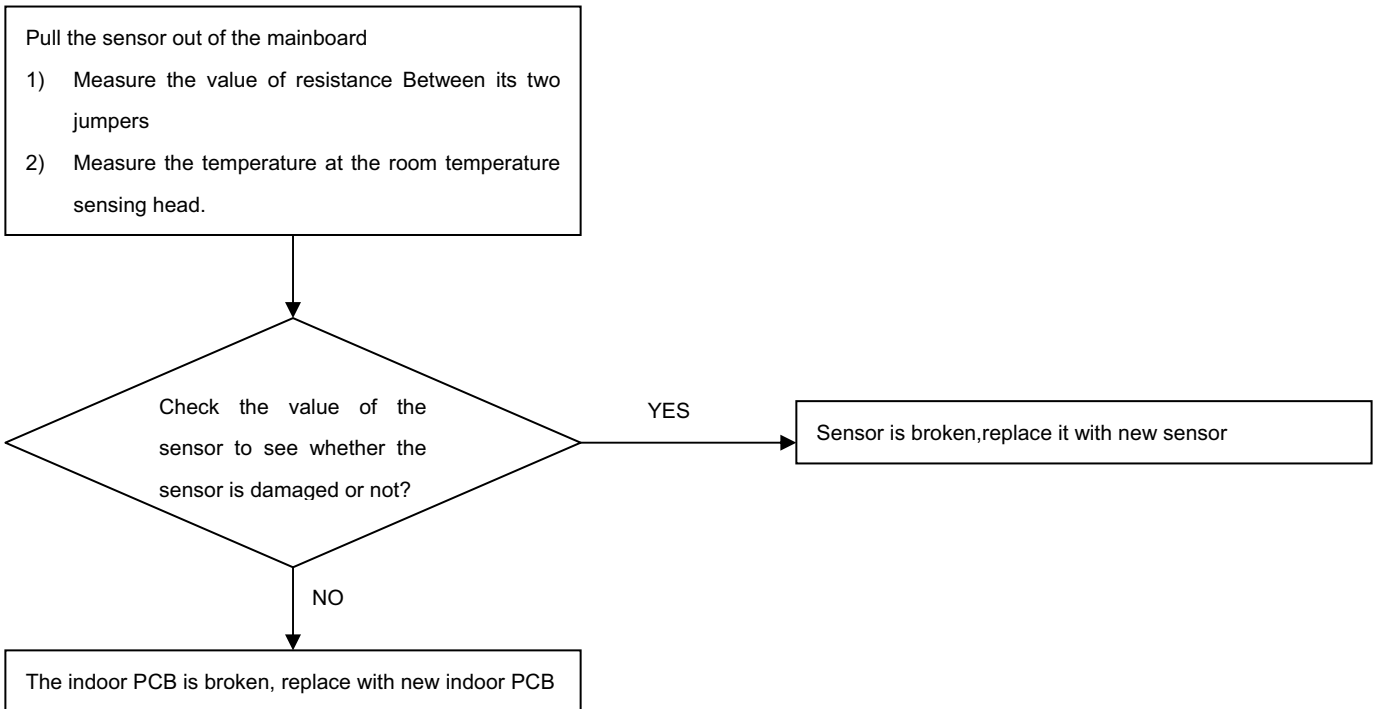 Pull the sensor out of the mainboard
1) Measure the value of resistance Between its two
jumpers
2) Measure the temperature at the room temperature
sensing head.
Check the value of the
sensor to see whether the
sensor is damaged or not?
YES
Sensor is broken,replace it with new sensor
NO
The indoor PCB is broken, replace with new indoor PCB